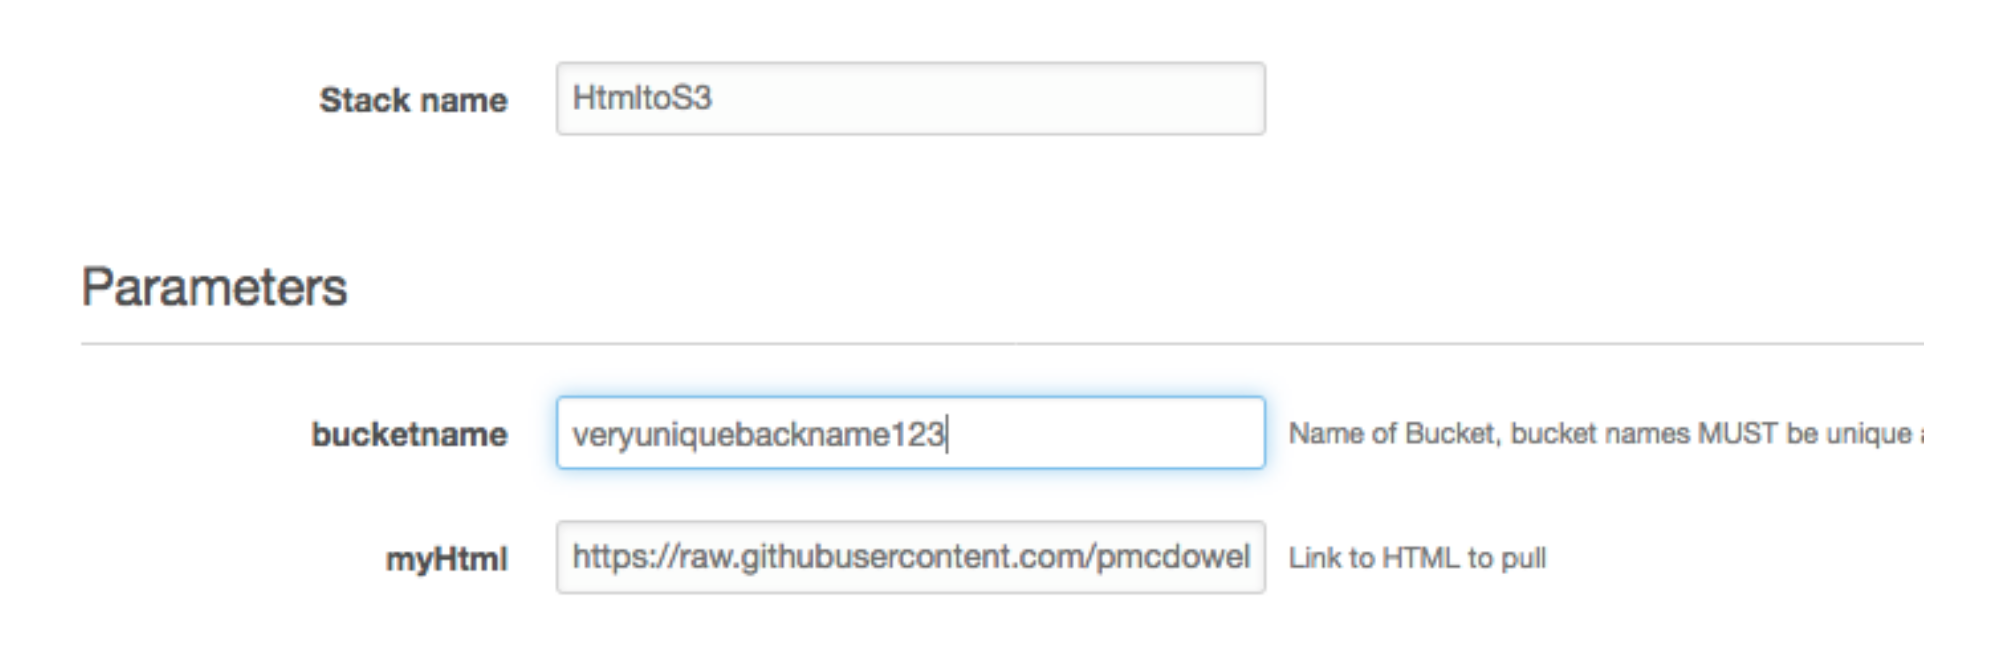 Stack name HtmltoS3
Parameters
bucketname veryuniquebackname123 Name of Bucket, bucket names MUST be unique
myHtml https://raw.githubusercontent.com/pmcdowel Link to HTML to pull